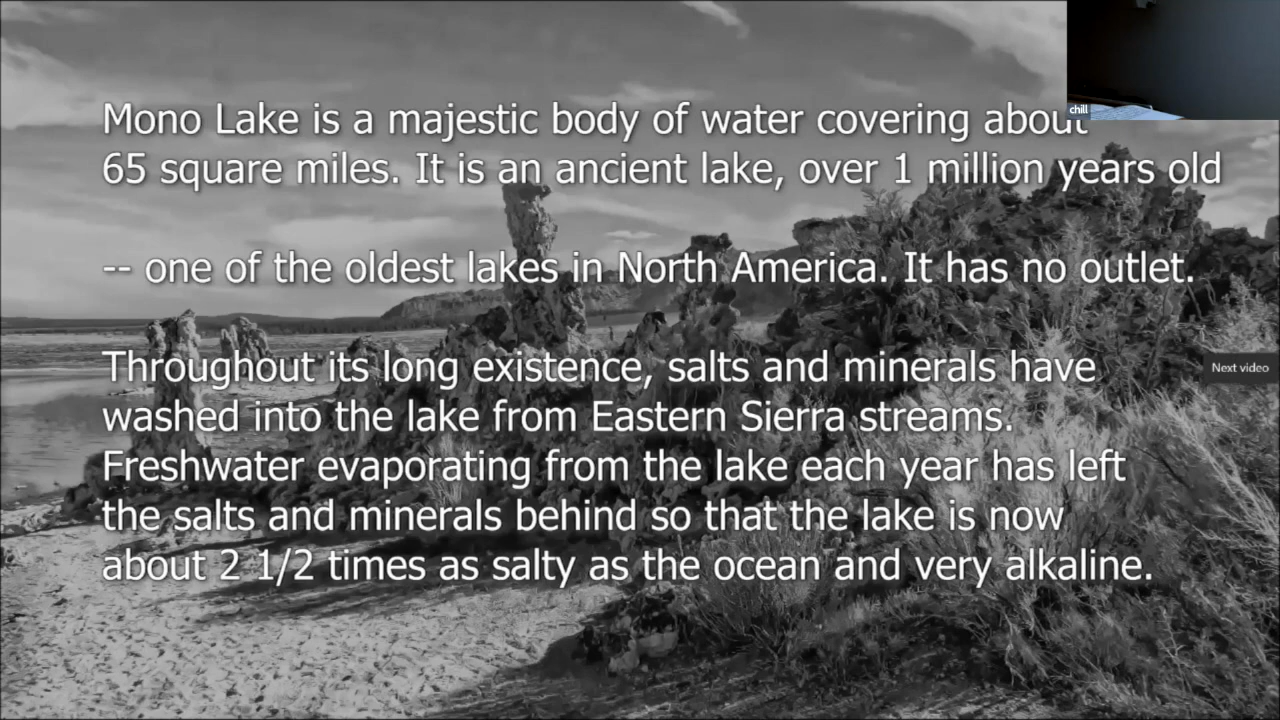 chill
Mono Lake is a majestic body of water covering about
65 square miles. It is an ancient lake, over 1 million years old
-- one of the oldest lakes in North America. It has no outlet.
Throughout its long existence, salts and minerals have
Next video
washed into the lake from Eastern Sierra streams.
Freshwater evaporating from the lake each year has left
the salts and minerals behind so that the lake is now
about 2 1/2 times as salty as the ocean and very alkaline.